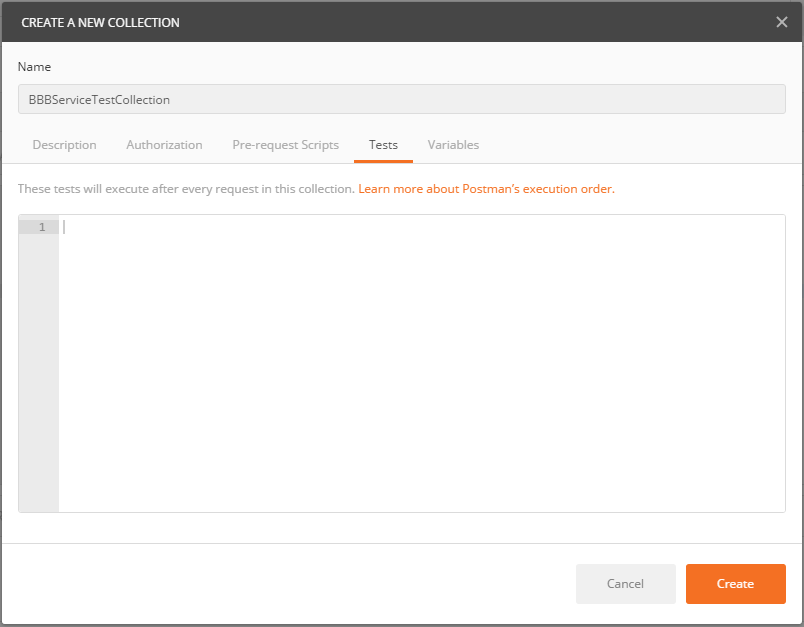 CREATE A NEW COLLECTION
Name
BBBServiceTestCollection
Description Authorization Pre-request Scripts Tests Variables
These tests will execute after every request in this collection. Learn more about Postman’s execution order.
1
Cancel Create